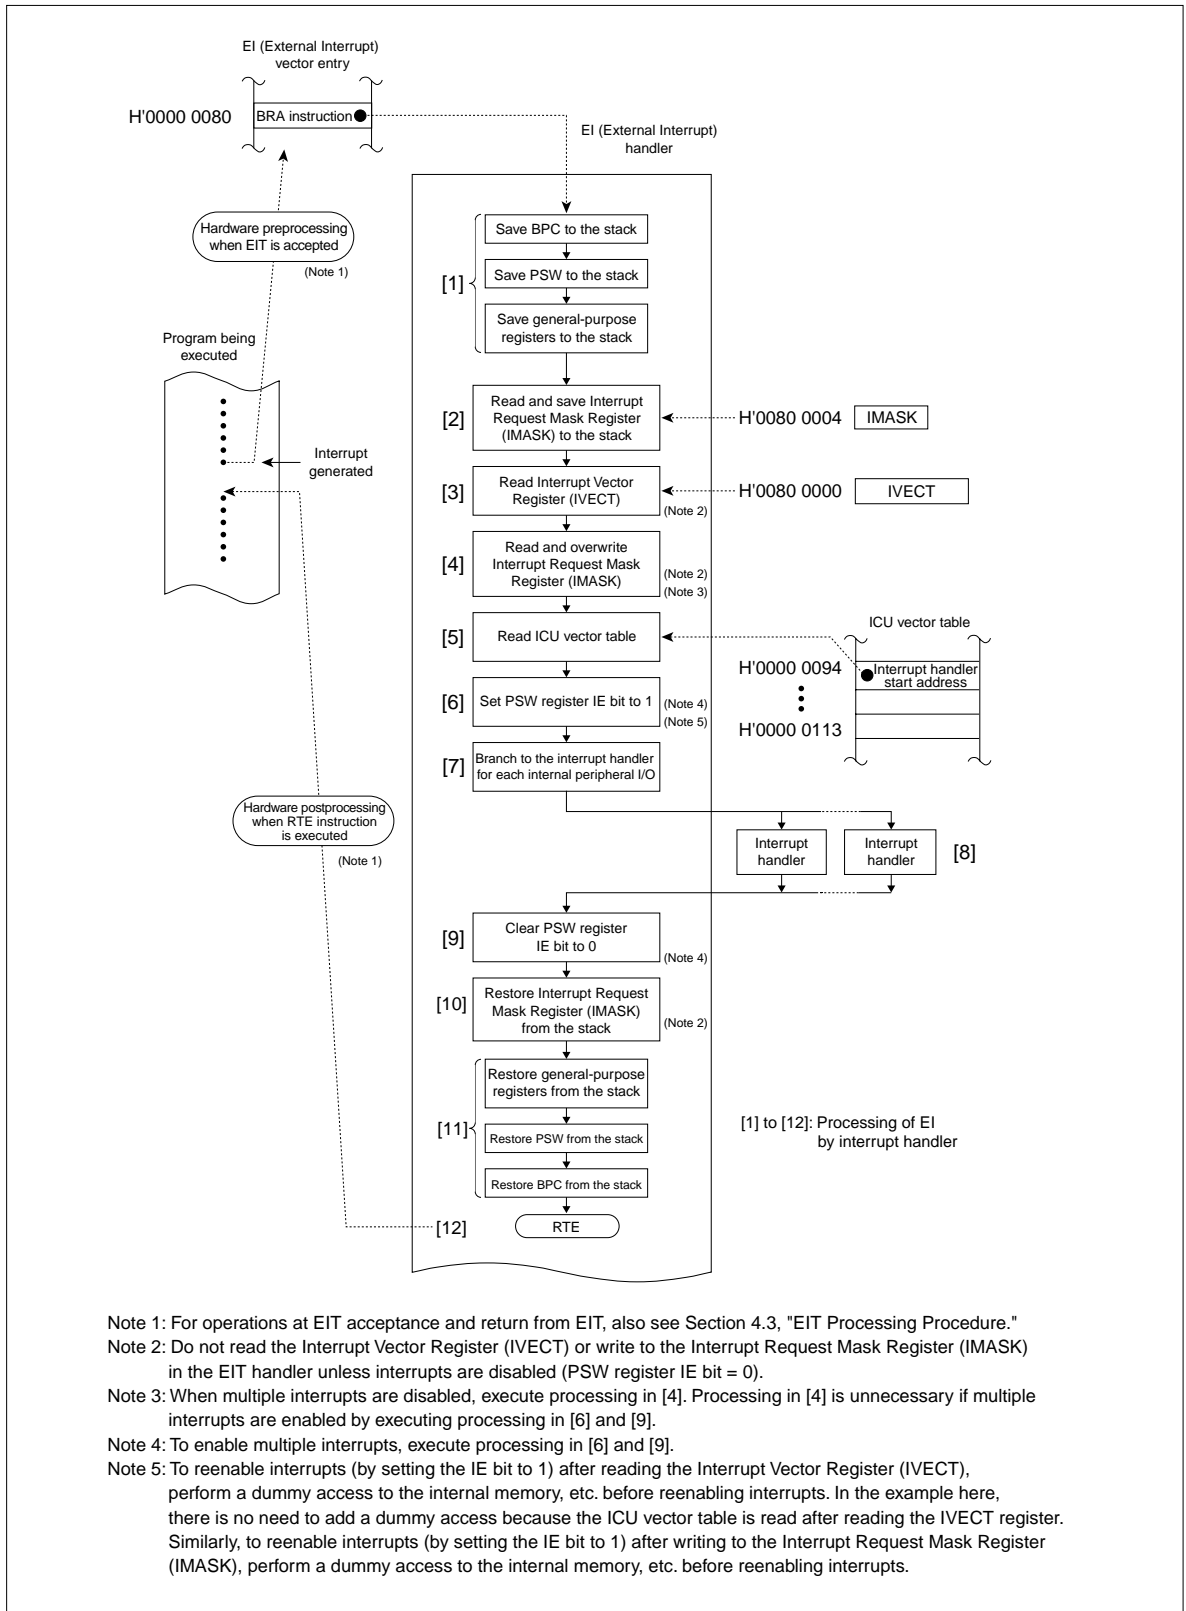 EI (External Interrupt)
vector entry
H'0000 0080
BRA instruction
EI (External Interrupt)
handler
Hardware preprocessing
when EIT is accepted
(Note 1)
Save BPC to the stack
[1]
Save PSW to the stack
Save general-purpose
registers to the stack
Program being
executed
Interrupt
generated
[2]
Read and save Interrupt
Request Mask Register
(IMASK) to the stack
H'0080 0004
IMASK
[3]
Read Interrupt Vector
Register (IVECT)
(Note 2)
H'0080 0000
IVECT
[4]
Read and overwrite
Interrupt Request Mask
Register (IMASK)
(Note 2)
(Note 3)
[5]
Read ICU vector table
ICU vector table
H'0000 0094
Interrupt handler
start address
H'0000 0113
[6]
Set PSW register IE bit to 1
(Note 4)
(Note 5)
[7]
Branch to the interrupt handler
for each internal peripheral I/O
Hardware postprocessing
when RTE instruction
is executed
(Note 1)
Interrupt
handler
Interrupt
handler
[8]
[9]
Clear PSW register
IE bit to 0
(Note 4)
[10]
Restore Interrupt Request
Mask Register (IMASK)
from the stack
(Note 2)
Restore general-purpose
registers from the stack
[11]
Restore PSW from the stack
Restore BPC from the stack
[12]
RTE
[1] to [12]: Processing of EI
by interrupt handler
Note 1: For operations at EIT acceptance and return from EIT, also see Section 4.3, "EIT Processing Procedure."
Note 2: Do not read the Interrupt Vector Register (IVECT) or write to the Interrupt Request Mask Register (IMASK)
in the EIT handler unless interrupts are disabled (PSW register IE bit = 0).
Note 3: When multiple interrupts are disabled, execute processing in [4]. Processing in [4] is unnecessary if multiple
interrupts are enabled by executing processing in [6] and [9].
Note 4: To enable multiple interrupts, execute processing in [6] and [9].
Note 5: To reenable interrupts (by setting the IE bit to 1) after reading the Interrupt Vector Register (IVECT),
perform a dummy access to the internal memory, etc. before reenabling interrupts. In the example here,
there is no need to add a dummy access because the ICU vector table is read after reading the IVECT register.
Similarly, to reenable interrupts (by setting the IE bit to 1) after writing to the Interrupt Request Mask Register
(IMASK), perform a dummy access to the internal memory, etc. before reenabling interrupts.